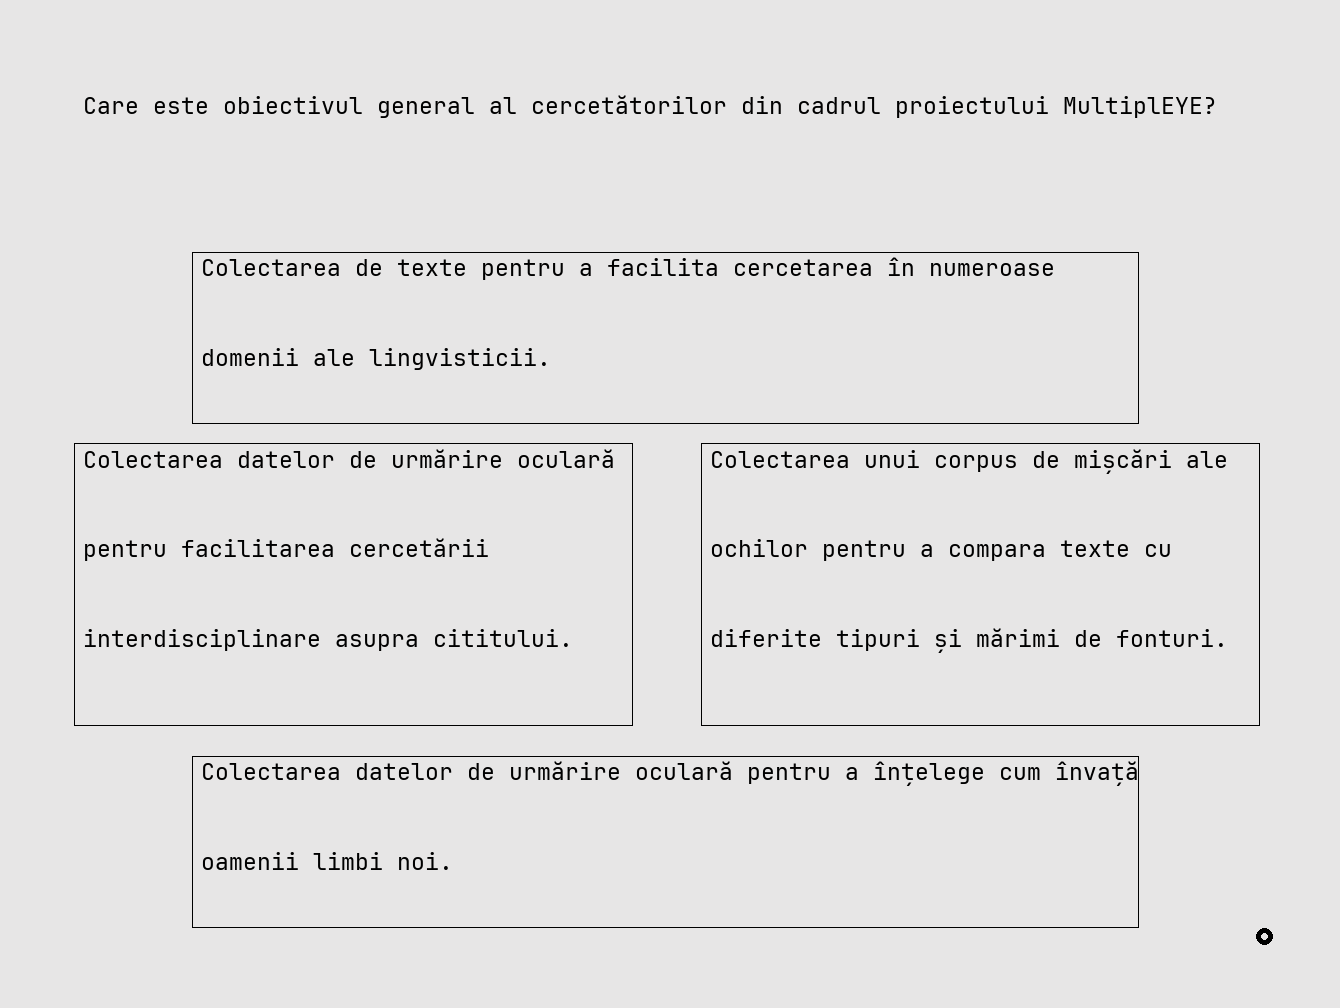 Care este obiectivul general al cercetătorilor din cadrul proiectului MultiplEYE?
Colectarea de texte pentru a facilita cercetarea în numeroase
domenii ale lingvisticii.
Colectarea datelor de urmărire oculară
pentru facilitarea cercetării
interdisciplinare asupra cititului.
Colectarea unui corpus de mișcări ale
ochilor pentru a compara texte cu
diferite tipuri și mărimi de fonturi.
Colectarea datelor de urmărire oculară pentru a înțelege cum învață
oamenii limbi noi.